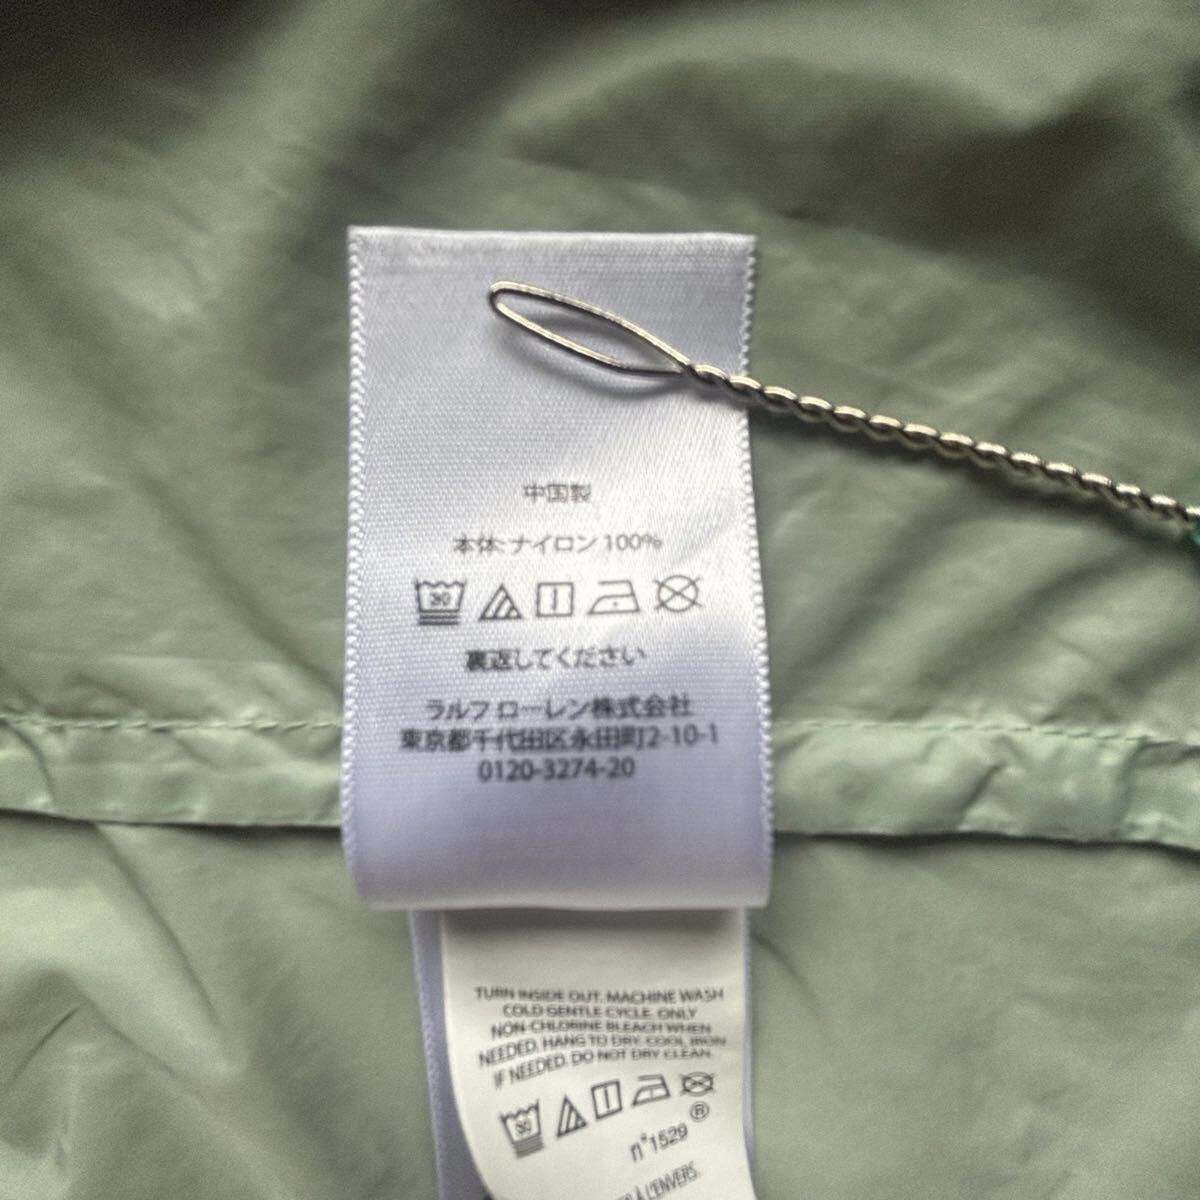 中国製
本体:ナイロン100%
30
裏返してください
ラルフ ローレン株式会社
東京都千代田区永田町2-10-1
0120-3274-20
TURN INSIDE OUT. MACHINE WASH
COLD GENTLE CYCLE. ONLY
NON-CHLORINE BLEACH WHEN
NEEDED. HANG TO DRY. COOL IRON
IF NEEDED. DO NOT DRY CLEAN.
30
®
n°1529
À L'ENVERS.